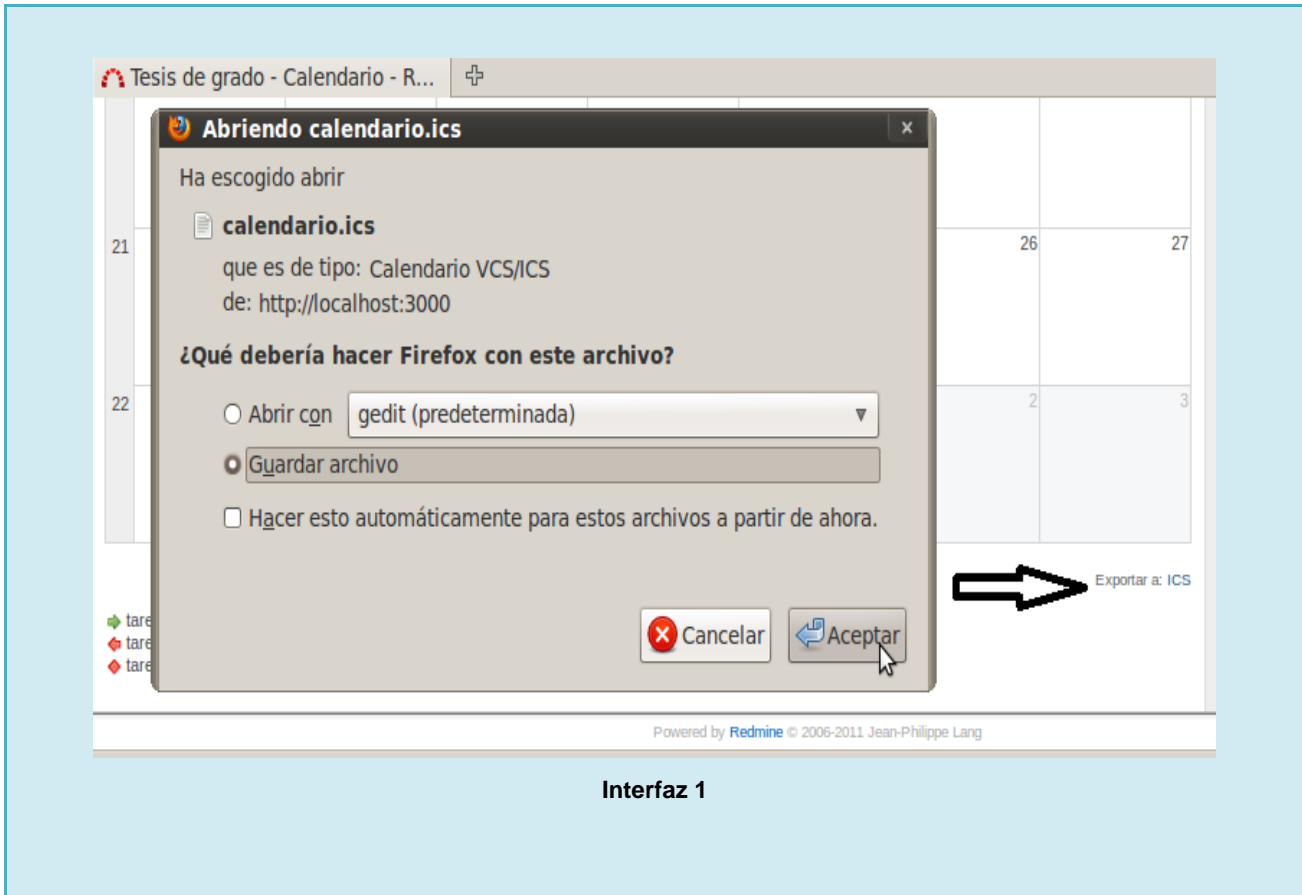 Tesis de grado - Calendario - R...
Abriendo calendario.ics
x
Ha escogido abrir
calendario.ics
21
26
27
que es de tipo: Calendario VCS/ICS
de: http://localhost:3000
¿Qué debería hacer Firefox con este archivo?
22
Abrir con
gedit (predeterminada)
2
3
Guardar archivo
Hacer esto automáticamente para estos archivos a partir de ahora.
Exportar a: ICS
tare
tare
tare
Cancelar
Aceptar
Powered by Redmine © 2006-2011 Jean-Philippe Lang
Interfaz 1